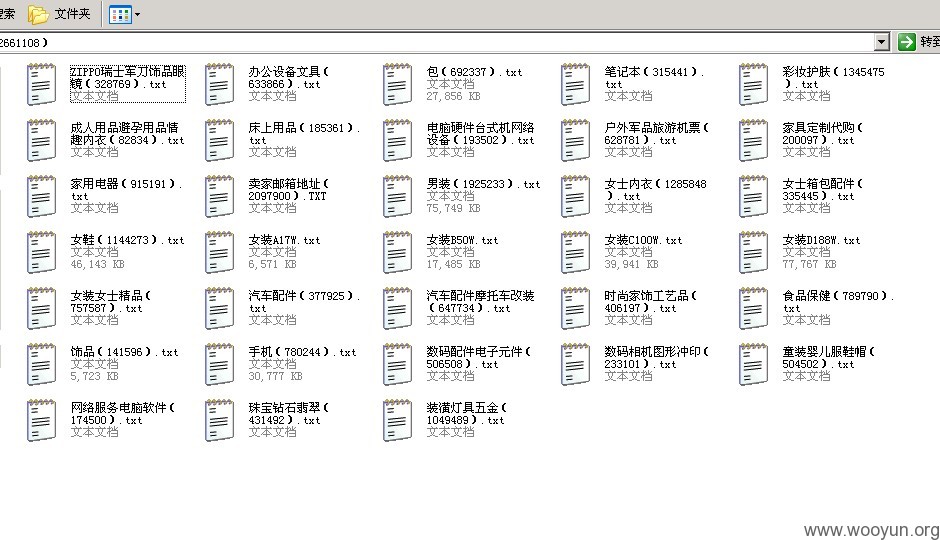 搜索 文件夹
2661108) 转到
ZIPPO瑞士军刀饰品眼
镜(328769).txt
文本文档
办公设备文具(
633866).txt
文本文档
包(692337).txt
文本文档
27,856 KB
笔记本(315441).
txt
文本文档
彩妆护肤(1345475
).txt
文本文档
成人用品避孕用品情
趣内衣(82834).txt
文本文档
床上用品(185361).
txt
文本文档
电脑硬件台式机网络
设备(193502).txt
文本文档
户外军品旅游机票(
628781).txt
文本文档
家具定制代购(
200097).txt
文本文档
家用电器(915191).
txt
文本文档
卖家邮箱地址(
2097900).TXT
文本文档
男装(1925233).txt
文本文档
75,749 KB
女士内衣(1285848
).txt
文本文档
女士箱包配件(
335445).txt
文本文档
女鞋(1144273).txt
文本文档
46,143 KB
女装A17W.txt
文本文档
6,571 KB
女装B50W.txt
文本文档
17,485 KB
女装C100W.txt
文本文档
39,941 KB
女装D188W.txt
文本文档
77,767 KB
女装女士精品(
757587).txt
文本文档
汽车配件(377925).
txt
文本文档
汽车配件摩托车改装
(647734).txt
文本文档
时尚家饰工艺品(
406197).txt
文本文档
食品保健(789790).
txt
文本文档
饰品(141596).txt
文本文档
5,723 KB
手机(780244).txt
文本文档
30,777 KB
数码配件电子元件(
506508).txt
文本文档
数码相机图形冲印(
233101).txt
文本文档
童装婴儿服鞋帽(
504502).txt
文本文档
网络服务电脑软件(
174500).txt
文本文档
珠宝钻石翡翠(
431492).txt
文本文档
装潢灯具五金(
1049489).txt
文本文档
www.wooyun.org